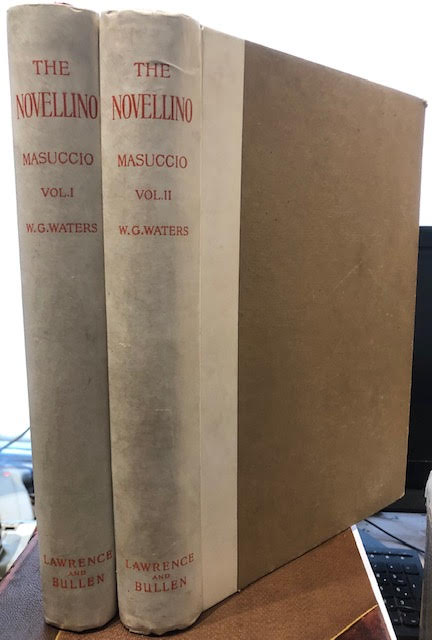 THE
NOVELLINO
MASUCCIO
VOL.I
W.G.WATERS
LAWRENCE
AND
BULLEN
THE
NOVELLINO
MASUCCIO
VOL.II
W.G.WATERS
LAWRENCE
AND
BULLEN